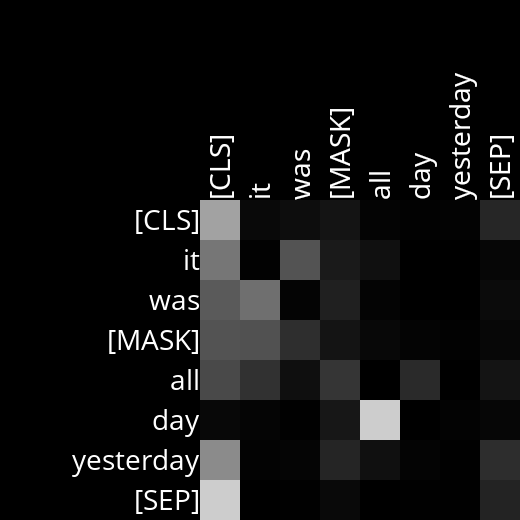 [CLS]
it
was
[MASK]
all
day
yesterday
[SEP]
[CLS]
it
was
[MASK]
all
day
yesterday
[SEP]